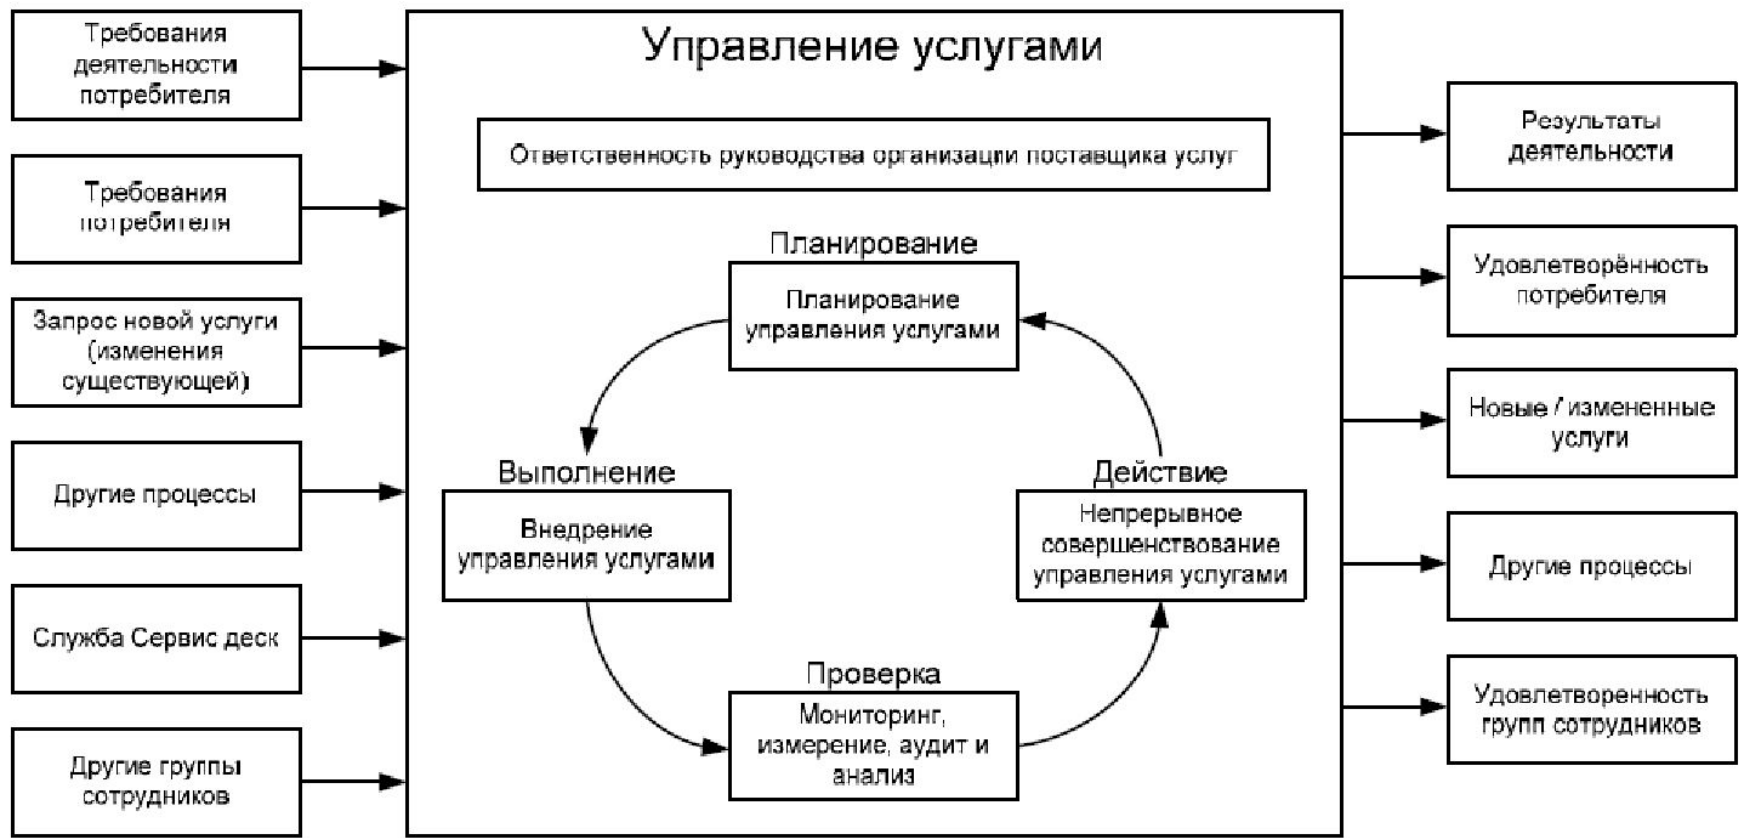 Требования
деятельности
потребителя
Требования
потребителя
Запрос новой услуги
(изменения
существующей)
Другие процессы
Служба Сервис деск
Другие группы
сотрудников
Управление услугами
Ответственность руководства организации поставщика услуг
Планирование
Планирование
управления услугами
Выполнение
Внедрение
управления услугами
Действие
Непрерывное
совершенствование
управления услугами
Проверка
Мониторинг,
измерение, аудит и
анализ
Результаты
деятельности
Удовлетворённость
потребителя
Новые / измененные
услуги
Другие процессы
Удовлетворенность
групп сотрудников